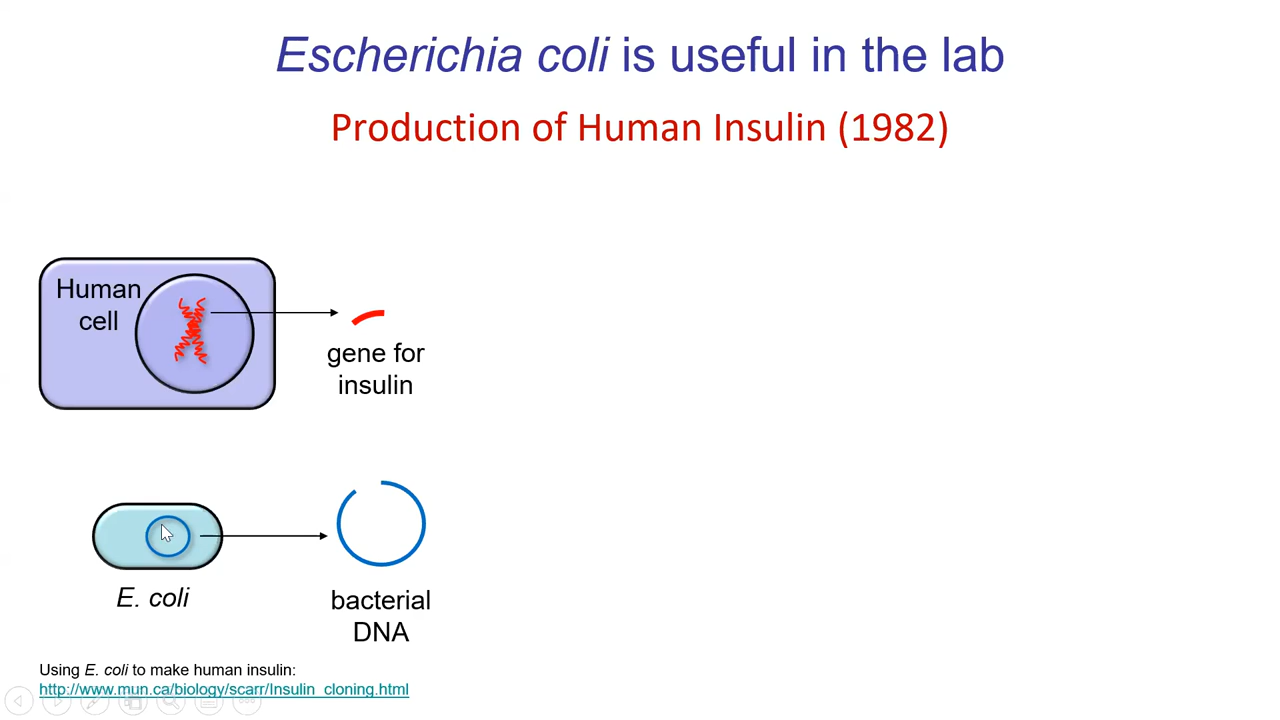 Escherichia coli is useful in the lab
Production of Human Insulin (1982)
Human
cell
gene for
insulin
E. coli
bacterial
DNA
Using E. coli to make human insulin:
http://www.mun.ca/biology/scarr/Insulin_cloning.html